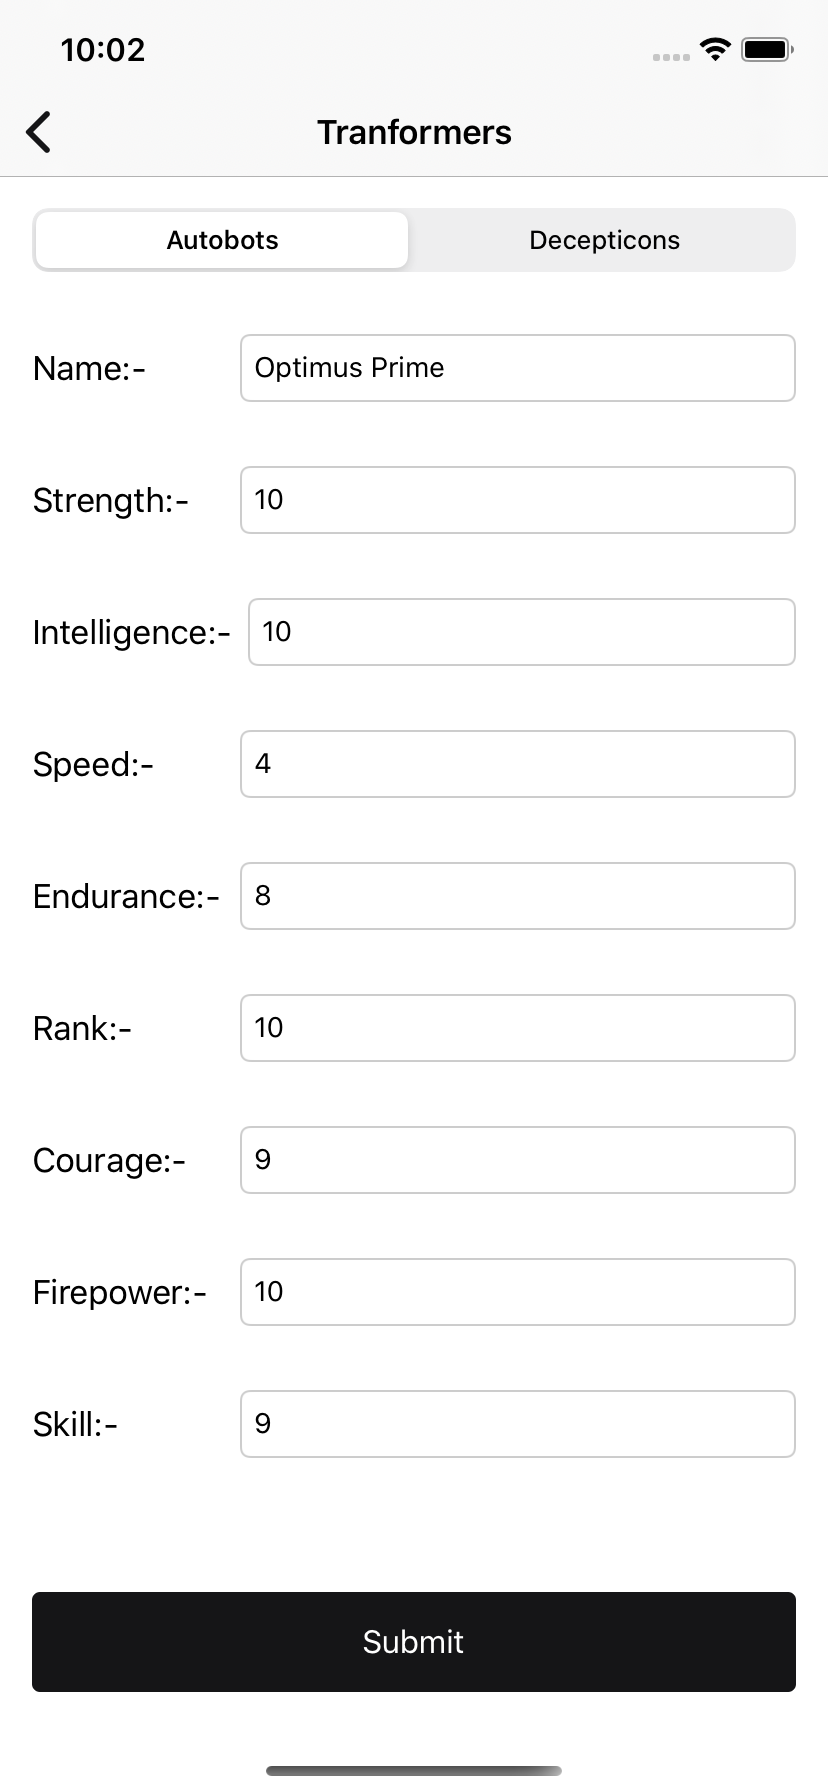 10:02
Tranformers
Autobots Decepticons
Name:- Optimus Prime
Strength:- 10
Intelligence:- 10
Speed:- 4
Endurance:- 8
Rank:- 10
Courage:- 9
Firepower:- 10
Skill:- 9
Submit